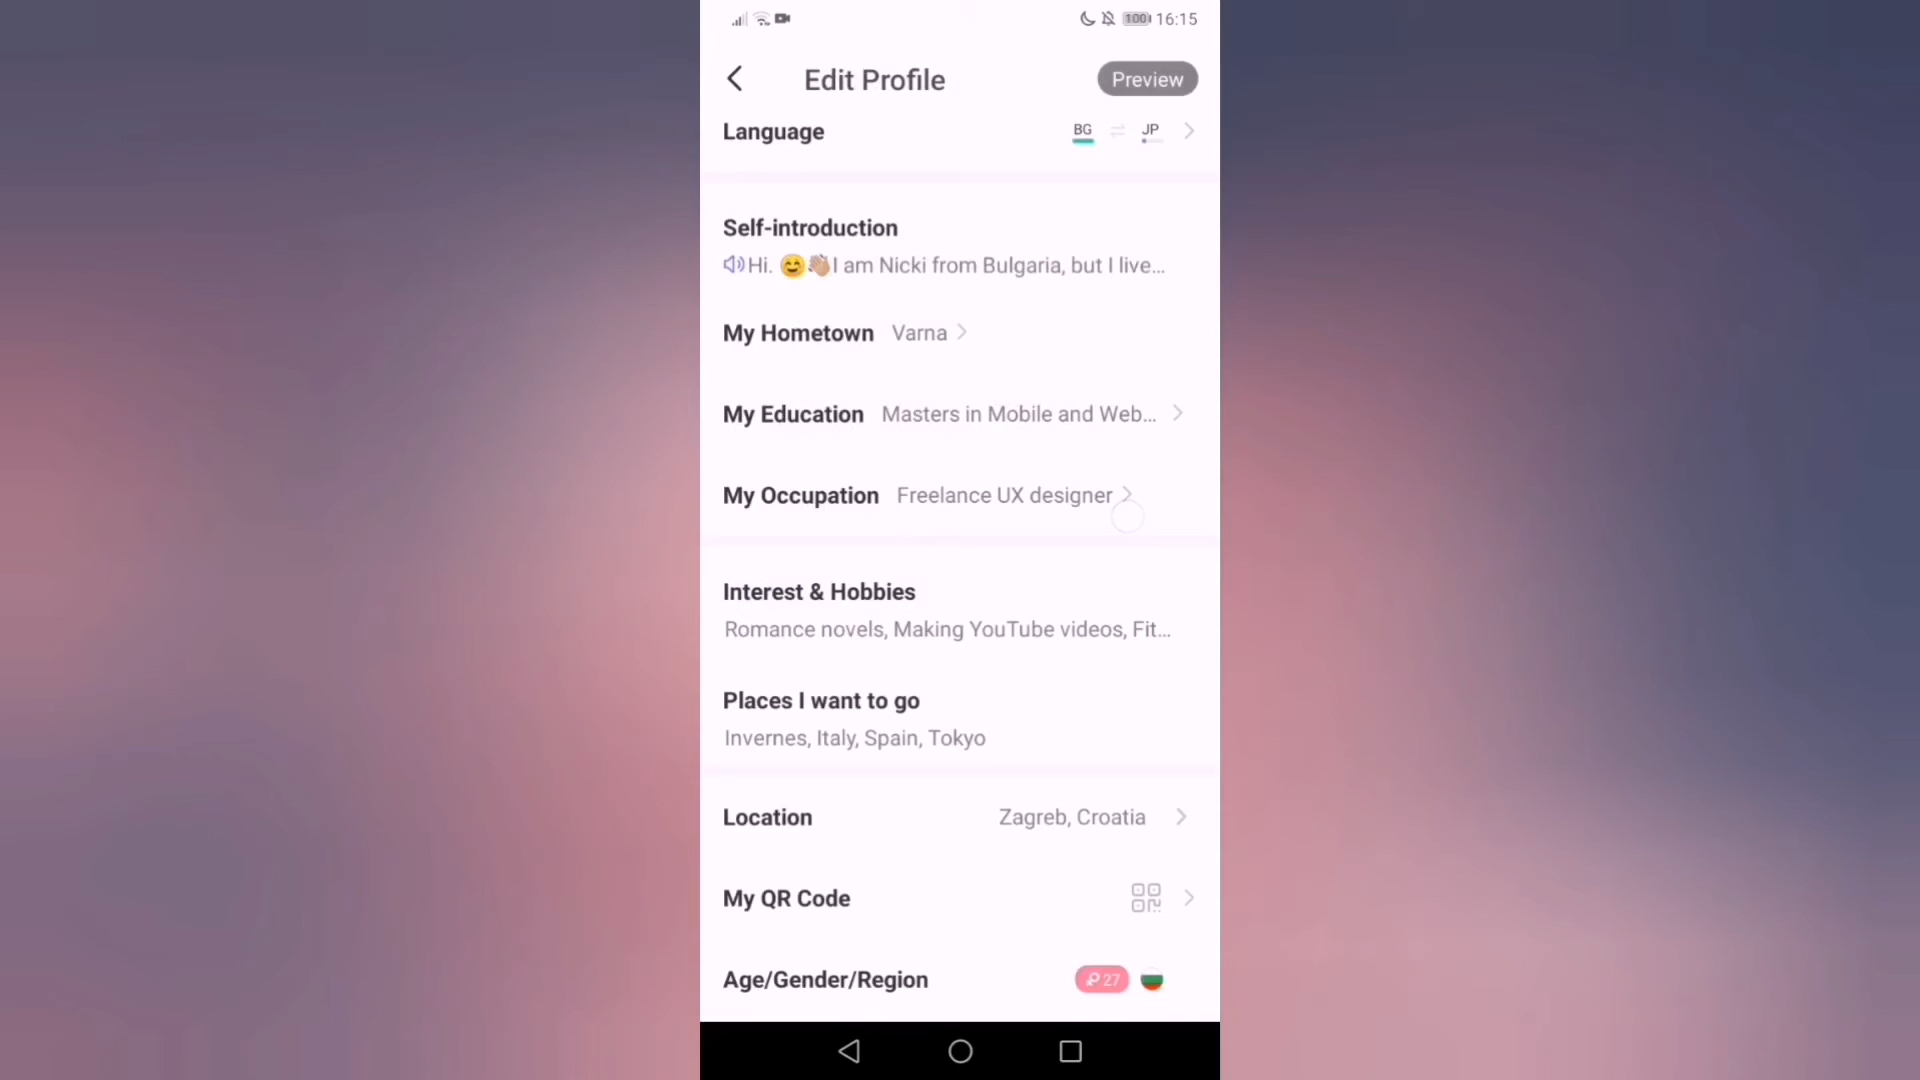 100 16:15
Edit Profile Preview
Language BG JP
Self-introduction
Hi. 😊👋🏼I am Nicki from Bulgaria, but I live...
My Hometown Varna
My Education Masters in Mobile and Web...
My Occupation Freelance UX designer
Interest & Hobbies
Romance novels, Making YouTube videos, Fit...
Places I want to go
Invernes, Italy, Spain, Tokyo
Location Zagreb, Croatia
My QR Code
Age/Gender/Region 27